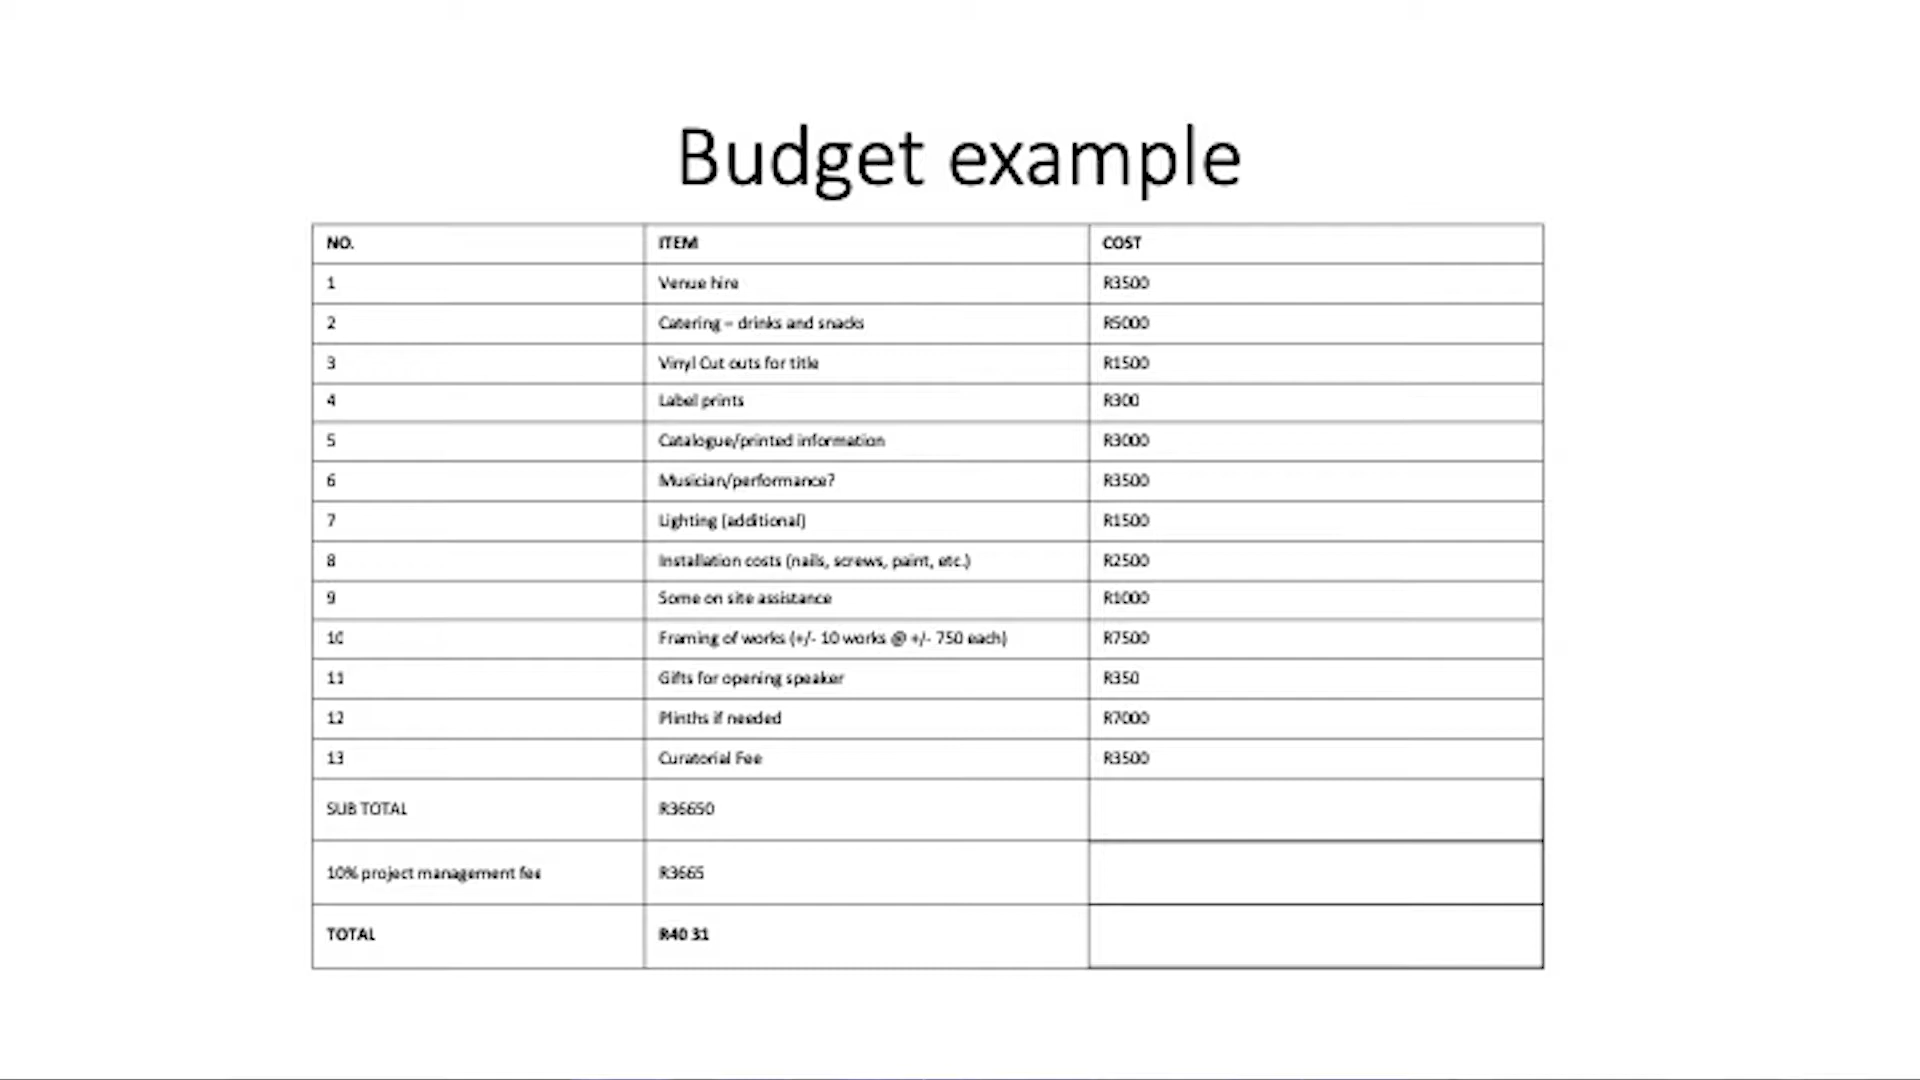 Budget example
NO. ITEM COST
1 Venue hire R3500
2 Catering – drinks and snacks R5000
3 Vinyl Cut outs for title R1500
4 Label prints R300
5 Catalogue/printed information R3000
6 Musician/performance? R3500
7 Lighting (additional) R1500
8 Installation costs (nails, screws, paint, etc.) R2500
9 Some on site assistance R1000
10 Framing of works (+/- 10 works @ +/- 750 each) R7500
11 Gifts for opening speaker R350
12 Plinths if needed R7000
13 Curatorial Fee R3500
SUB TOTAL R36650
10% project management fee R3665
TOTAL R40 31